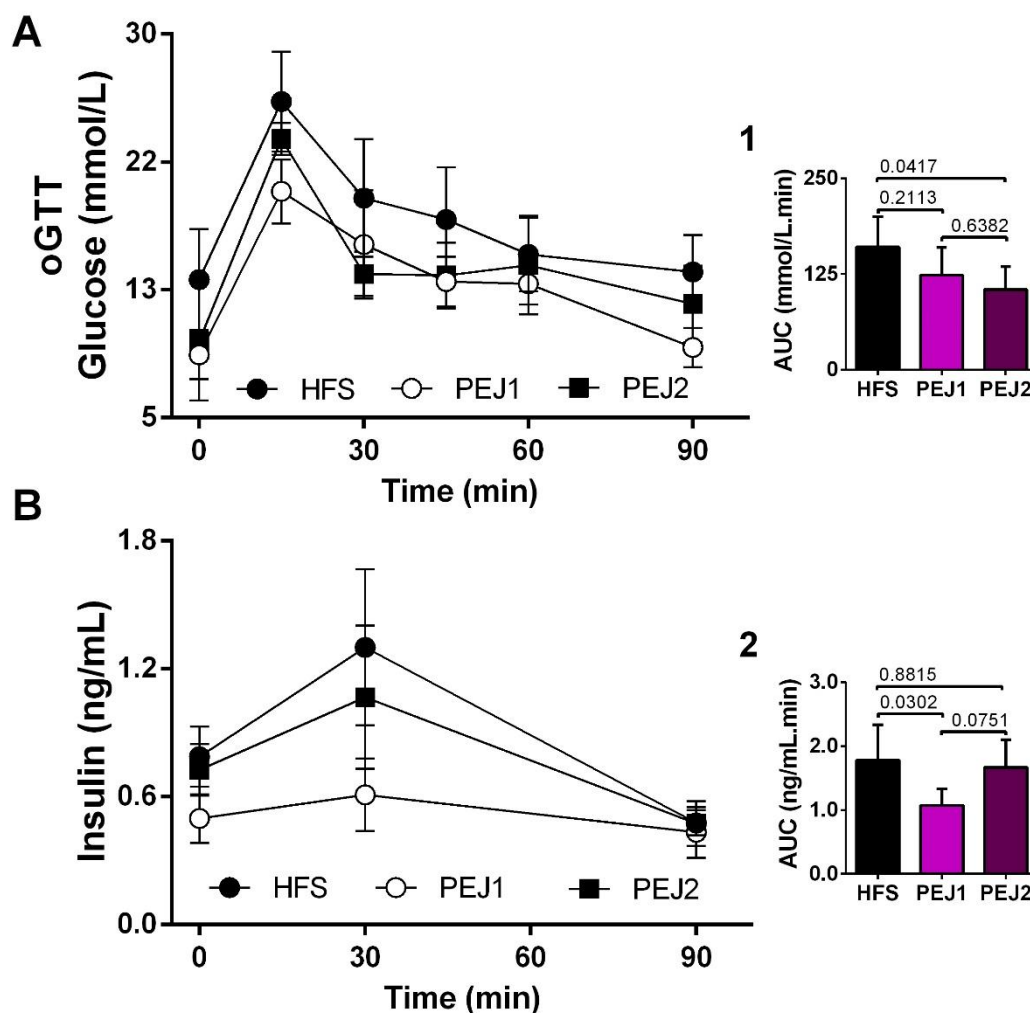 A
oGTT
Glucose (mmol/L)
30
22
13
5
HFS PEJ1 PEJ2
0 30 60 90
Time (min)
1
AUC (mmol/L.min)
250
125
0
0.0417
0.2113
0.6382
HFS PEJ1 PEJ2
B
Insulin (ng/mL)
1.8
1.2
0.6
0.0
HFS PEJ1 PEJ2
0 30 60 90
Time (min)
2
AUC (ng/mL.min)
3.0
2.0
1.0
0.0
0.8815
0.0302
0.0751
HFS PEJ1 PEJ2